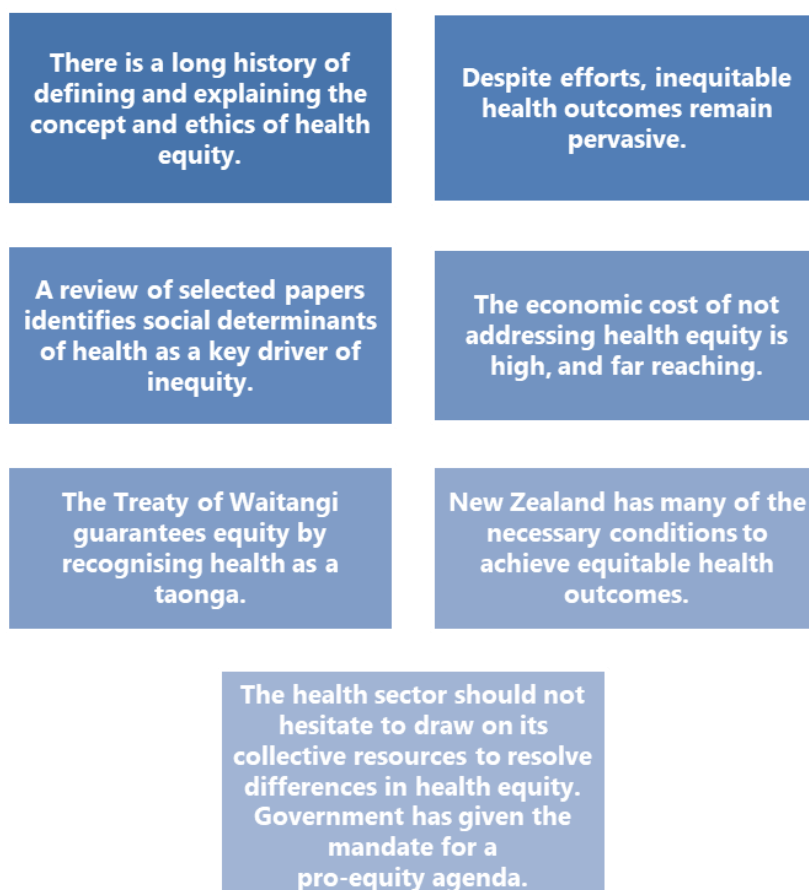 There is a long history of
defining and explaining the
concept and ethics of health
equity.
Despite efforts, inequitable
health outcomes remain
pervasive.
A review of selected papers
identifies social determinants
of health as a key driver of
inequity.
The economic cost of not
addressing health equity is
high, and far reaching.
The Treaty of Waitangi
guarantees equity by
recognising health as a
taonga.
New Zealand has many of the
necessary conditions to
achieve equitable health
outcomes.
The health sector should not
hesitate to draw on its
collective resources to resolve
differences in health equity.
Government has given the
mandate for a
pro-equity agenda.